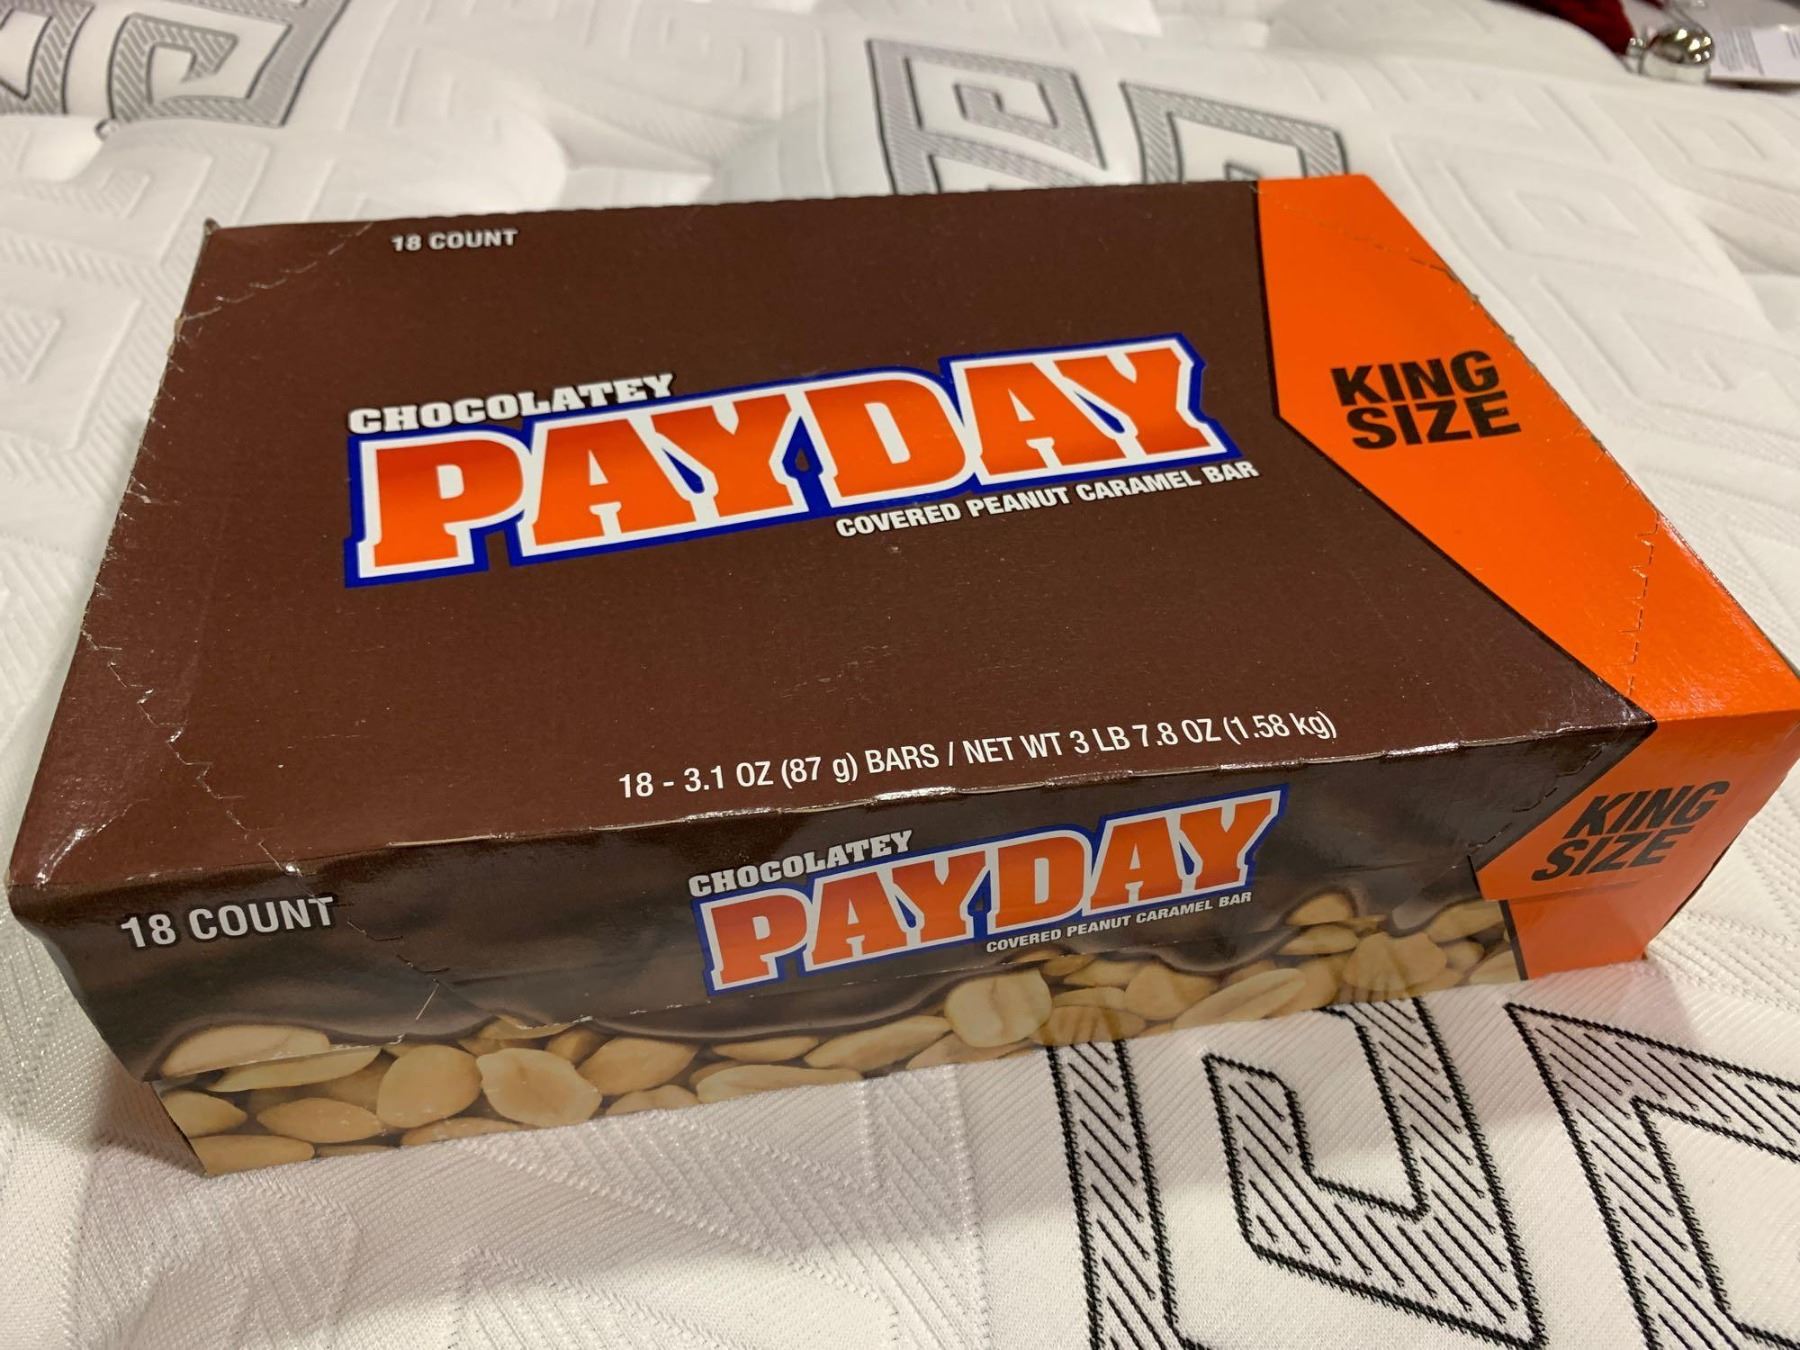 18 COUNT
CHOCOLATEY
PAYDAY
COVERED PEANUT CARAMEL BAR
KING
SIZE
18 - 3.1 OZ (87 g) BARS / NET WT 3 LB 7.8 OZ (1.58 kg)
18 COUNT
CHOCOLATEY
PAYDAY
COVERED PEANUT CARAMEL BAR
KING
SIZE